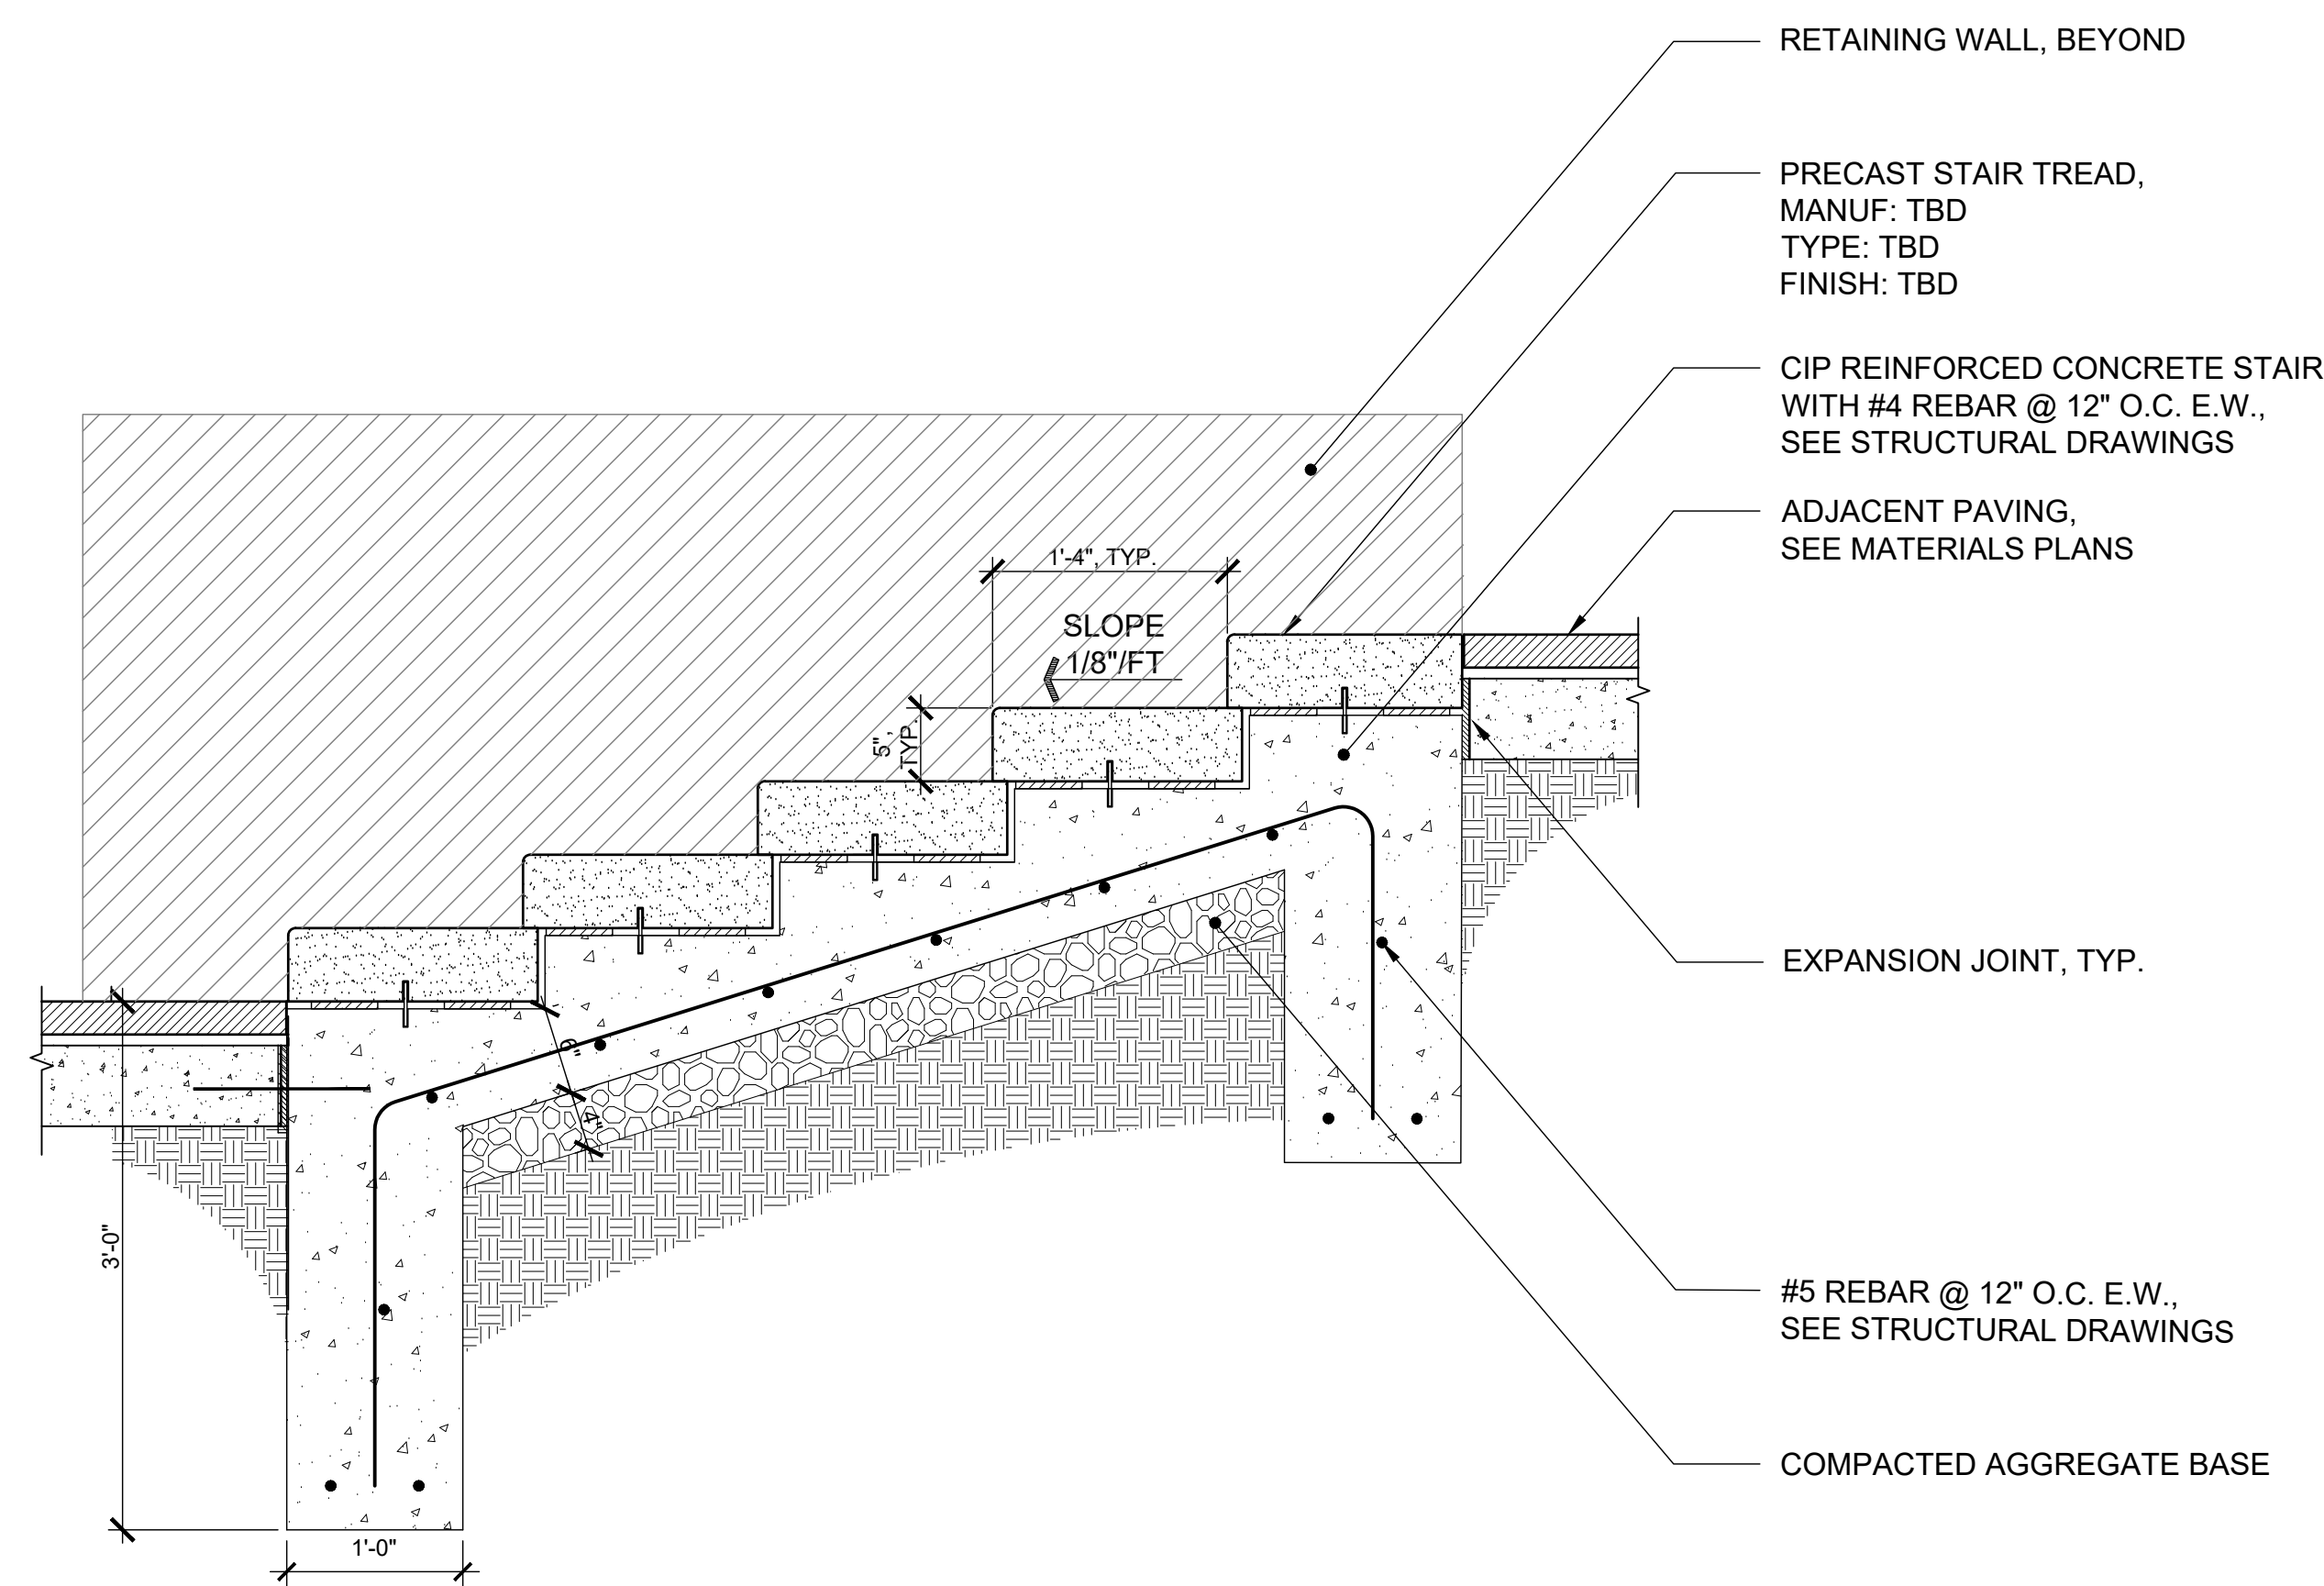 RETAINING WALL, BEYOND
PRECAST STAIR TREAD,
MANUF: TBD
TYPE: TBD
FINISH: TBD
CIP REINFORCED CONCRETE STAIR
WITH #4 REBAR @ 12" O.C. E.W.,
SEE STRUCTURAL DRAWINGS
ADJACENT PAVING,
SEE MATERIALS PLANS
1'-4", TYP.
SLOPE
1/8"/FT
5",
TYP.
EXPANSION JOINT, TYP.
6"
4"
3'-0"
#5 REBAR @ 12" O.C. E.W.,
SEE STRUCTURAL DRAWINGS
COMPACTED AGGREGATE BASE
1'-0"